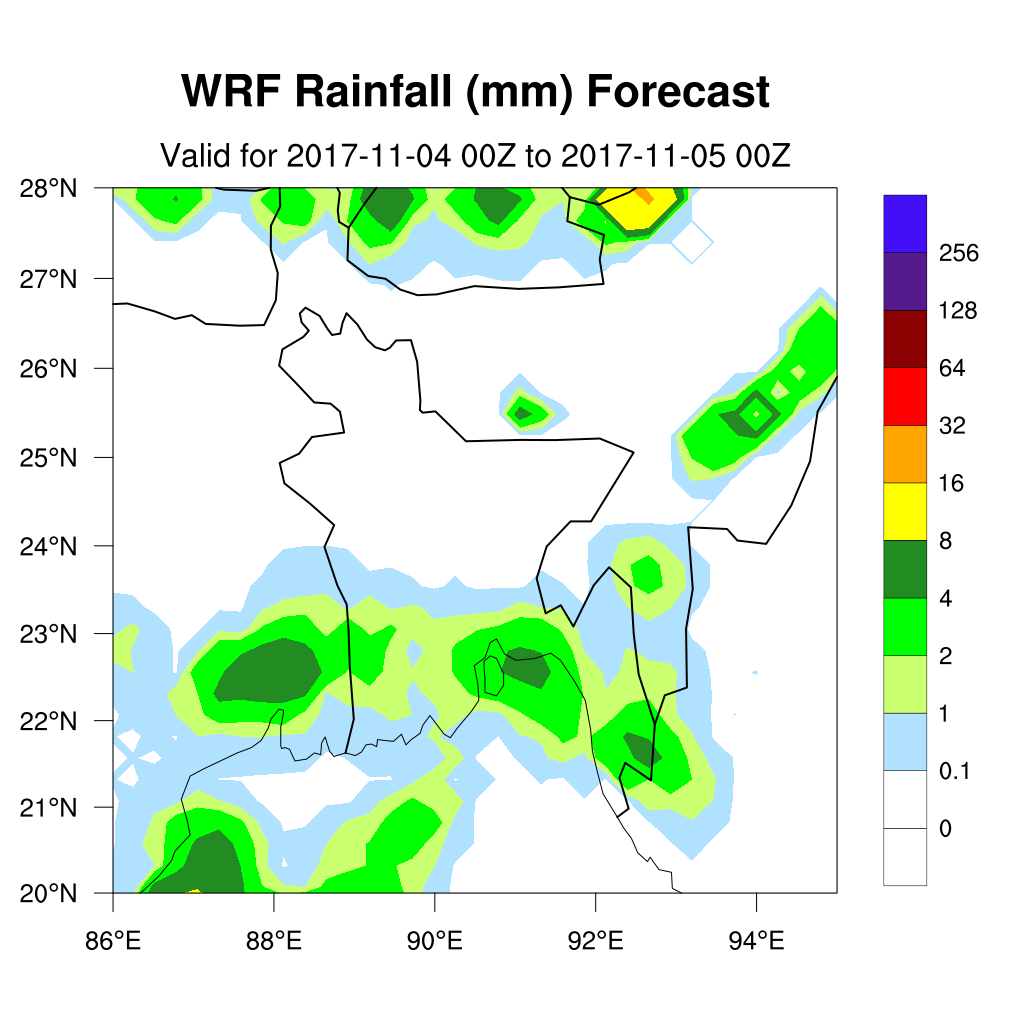 WRF Rainfall (mm) Forecast
Valid for 2017-11-04 00Z to 2017-11-05 00Z
28°N
27°N
26°N
25°N
24°N
23°N
22°N
21°N
20°N
86°E 88°E 90°E 92°E 94°E
256
128
64
32
16
8
4
2
1
0.1
0